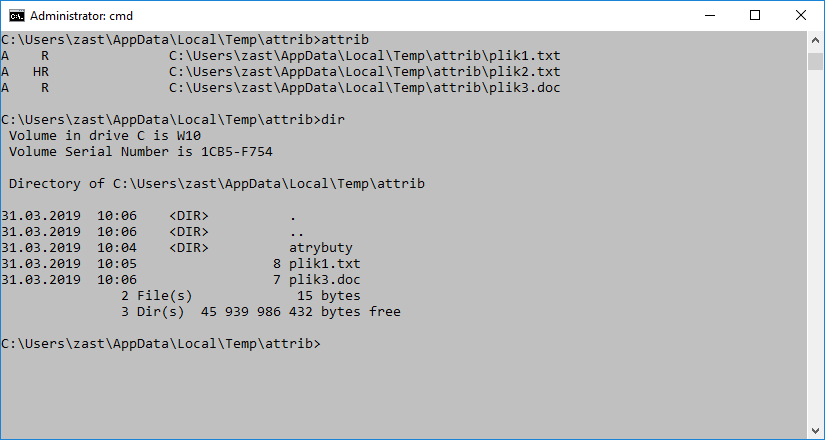 Administrator: cmd
C:\Users\zast\AppData\Local\Temp\attrib>attrib
A    R               C:\Users\zast\AppData\Local\Temp\attrib\plik1.txt
A   HR               C:\Users\zast\AppData\Local\Temp\attrib\plik2.txt
A    R               C:\Users\zast\AppData\Local\Temp\attrib\plik3.doc
C:\Users\zast\AppData\Local\Temp\attrib>dir
 Volume in drive C is W10
 Volume Serial Number is 1CB5-F754
 Directory of C:\Users\zast\AppData\Local\Temp\attrib
31.03.2019  10:06    <DIR>          .
31.03.2019  10:06    <DIR>          ..
31.03.2019  10:04    <DIR>          atrybuty
31.03.2019  10:05                 8 plik1.txt
31.03.2019  10:06                 7 plik3.doc
               2 File(s)             15 bytes
               3 Dir(s)  45 939 986 432 bytes free
C:\Users\zast\AppData\Local\Temp\attrib>